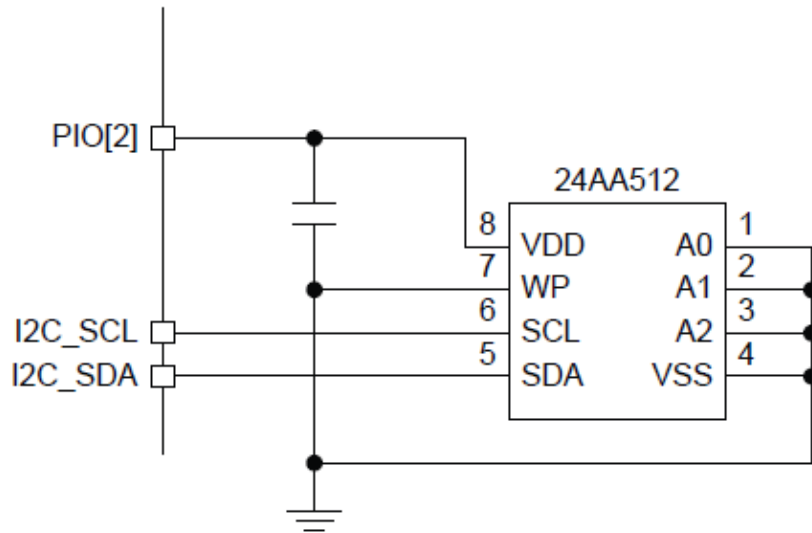 PIO[2]
24AA512
8 VDD A0 1
7 WP A1 2
I2C_SCL 6 SCL A2 3
I2C_SDA 5 SDA VSS 4